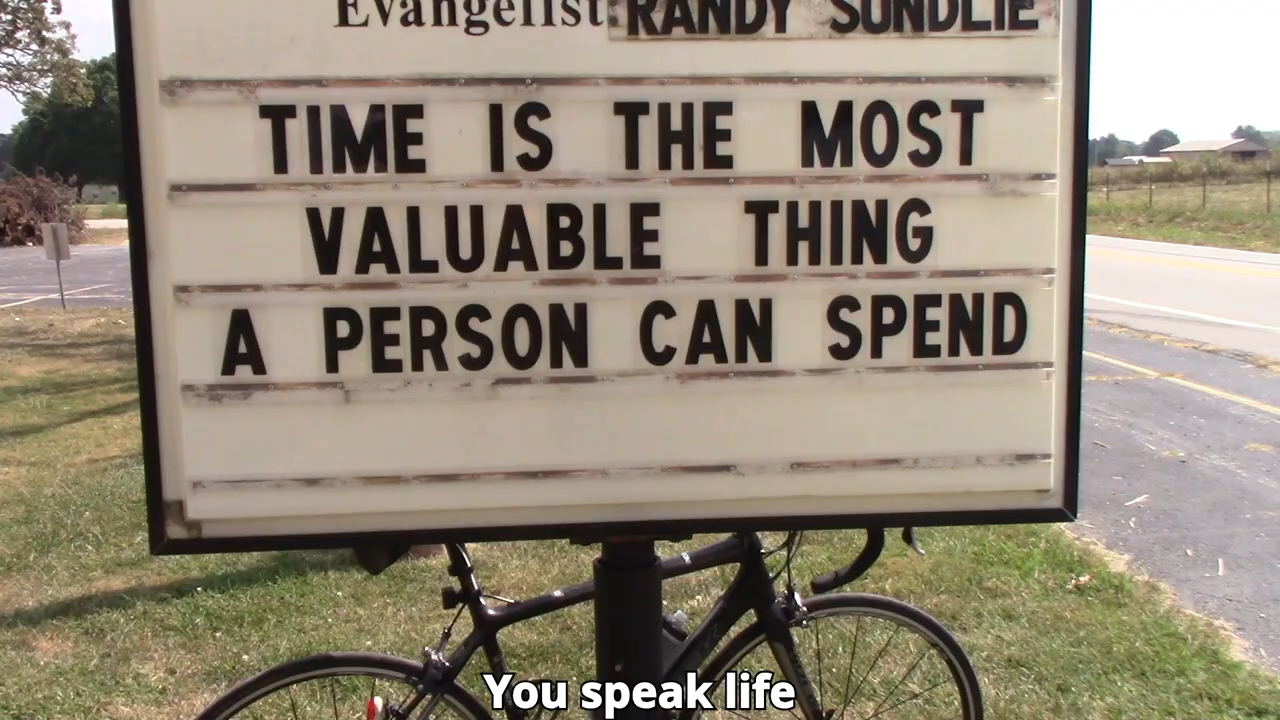 Evangelist: RANDY SUNDLIE
TIME IS THE MOST
VALUABLE THING
A PERSON CAN SPEND
You speak life